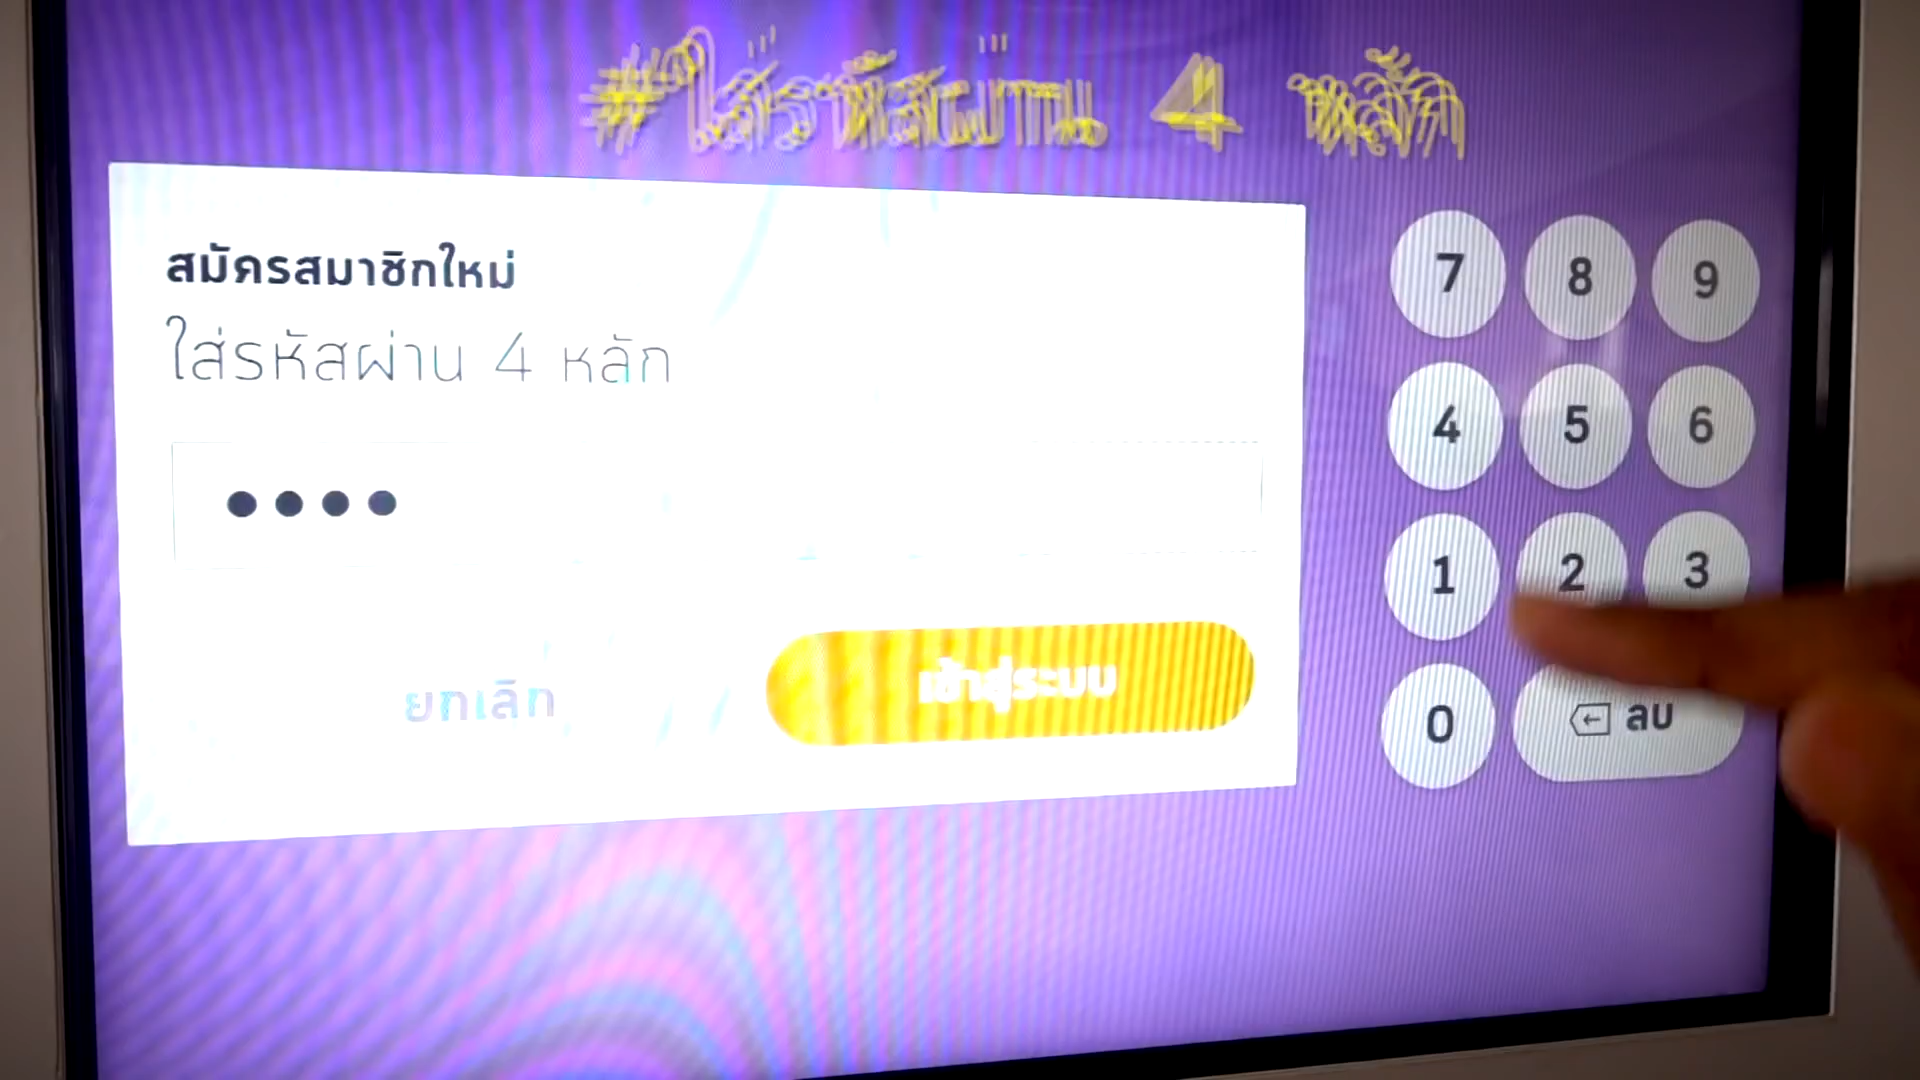 #ใส่รหัสผ่าน 4 หลัก
สมัครสมาชิกใหม่
ใส่รหัสผ่าน 4 หลัก
ยกเลิก
เข้าสู่ระบบ
7 8 9
4 5 6
1 2 3
0 ลบ